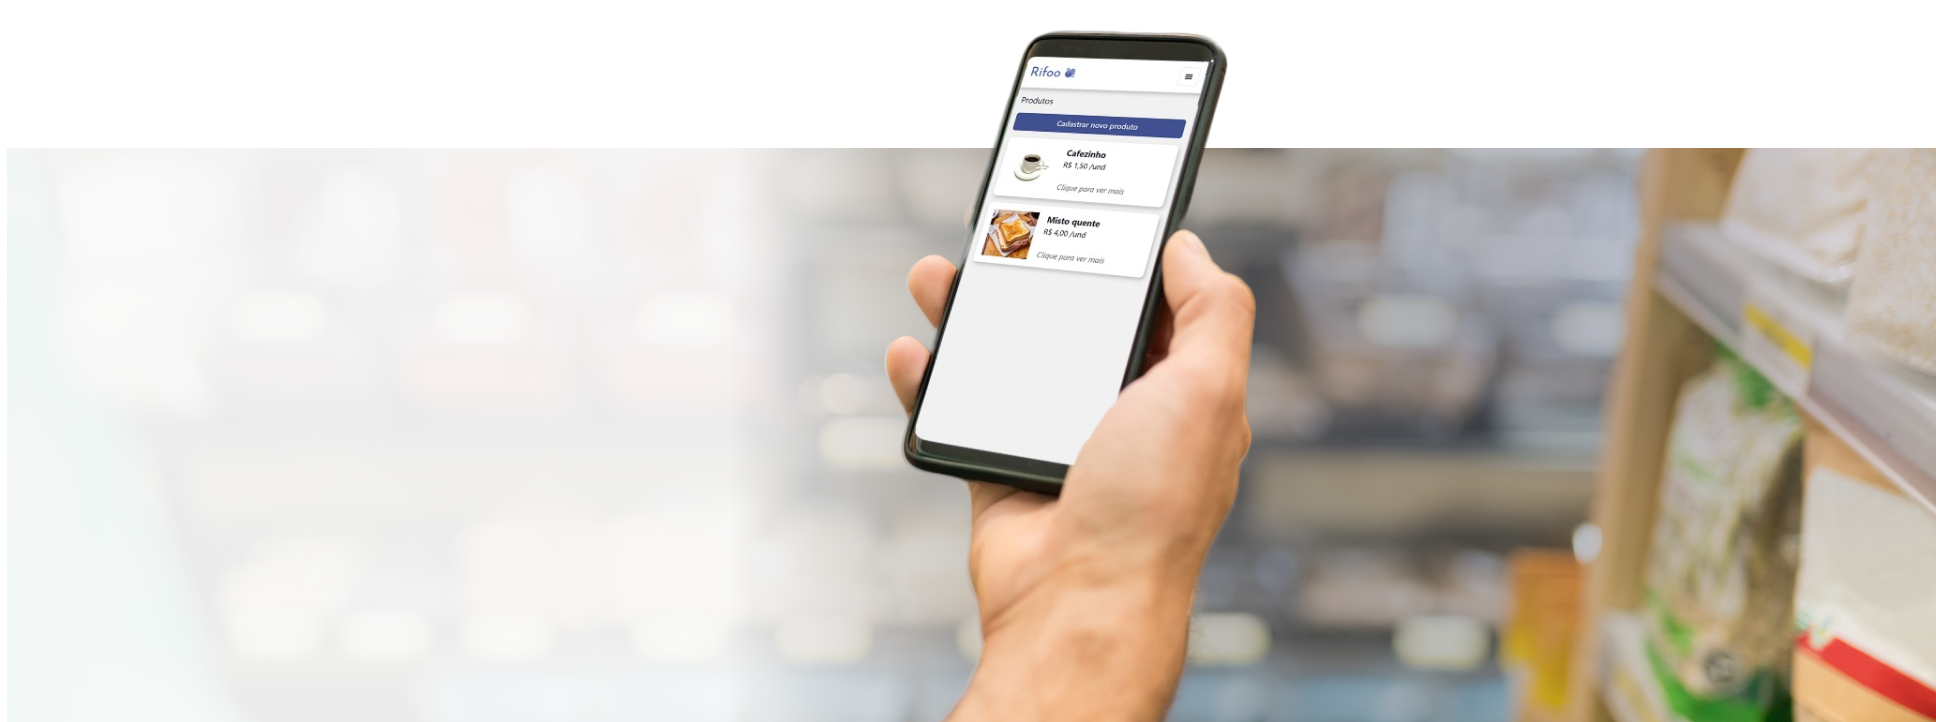 Rifoo
Produtos
Cadastrar novo produto
Cafezinho
R$ 1,50 /und
Clique para ver mais
Misto quente
R$ 4,00 /und
Clique para ver mais